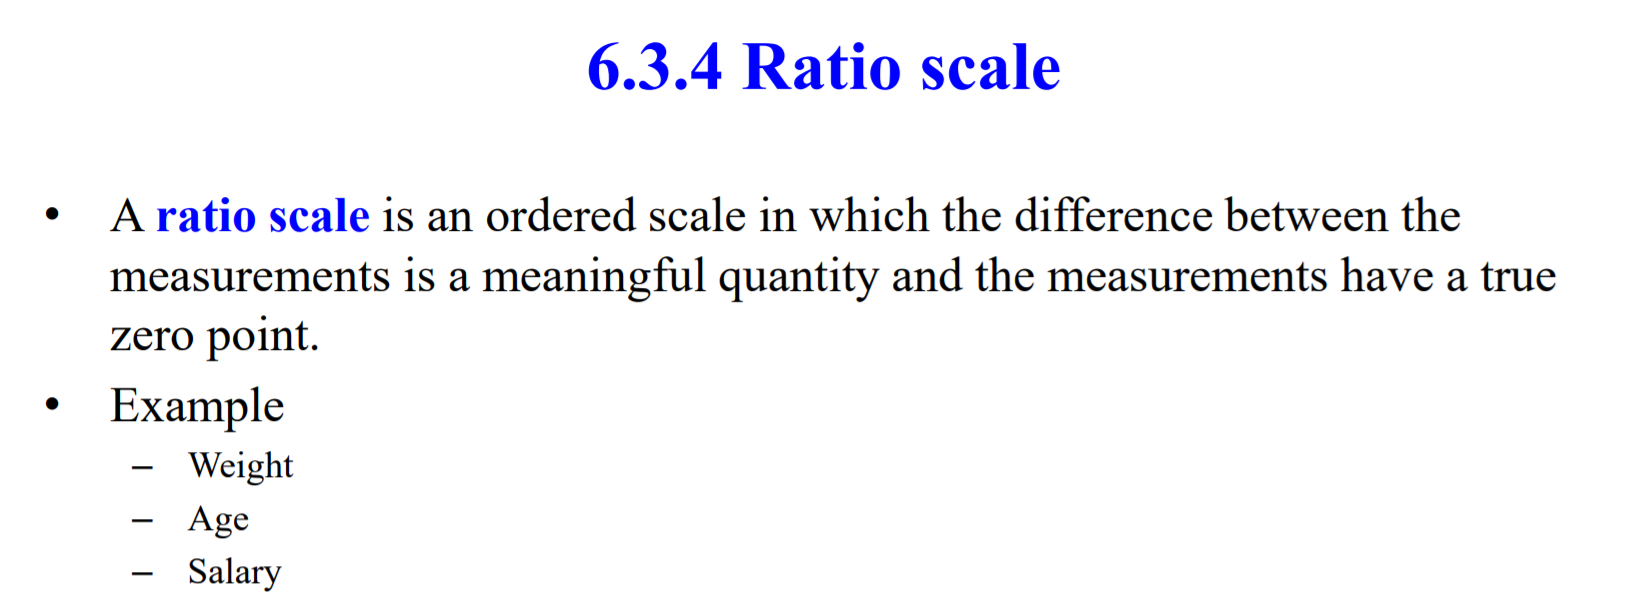 6.3.4 Ratio scale
• A ratio scale is an ordered scale in which the difference between the
measurements is a meaningful quantity and the measurements have a true
zero point.
• Example
– Weight
– Age
– Salary